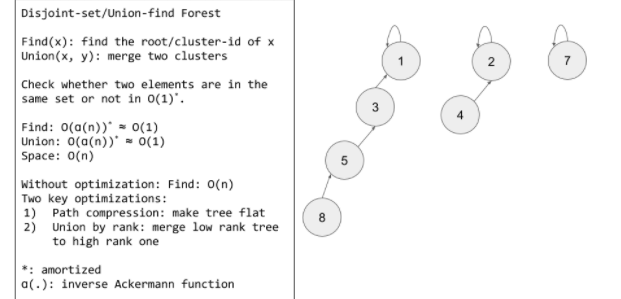 Disjoint-set/Union-find Forest
Find(x): find the root/cluster-id of x
Union(x, y): merge two clusters
Check whether two elements are in the
same set or not in O(1)*.
Find: O(α(n))* ≈ O(1)
Union: O(α(n))* ≈ O(1)
Space: O(n)
Without optimization: Find: O(n)
Two key optimizations:
1) Path compression: make tree flat
2) Union by rank: merge low rank tree
to high rank one
*: amortized
α(.): inverse Ackermann function
1
2
7
3
4
5
8